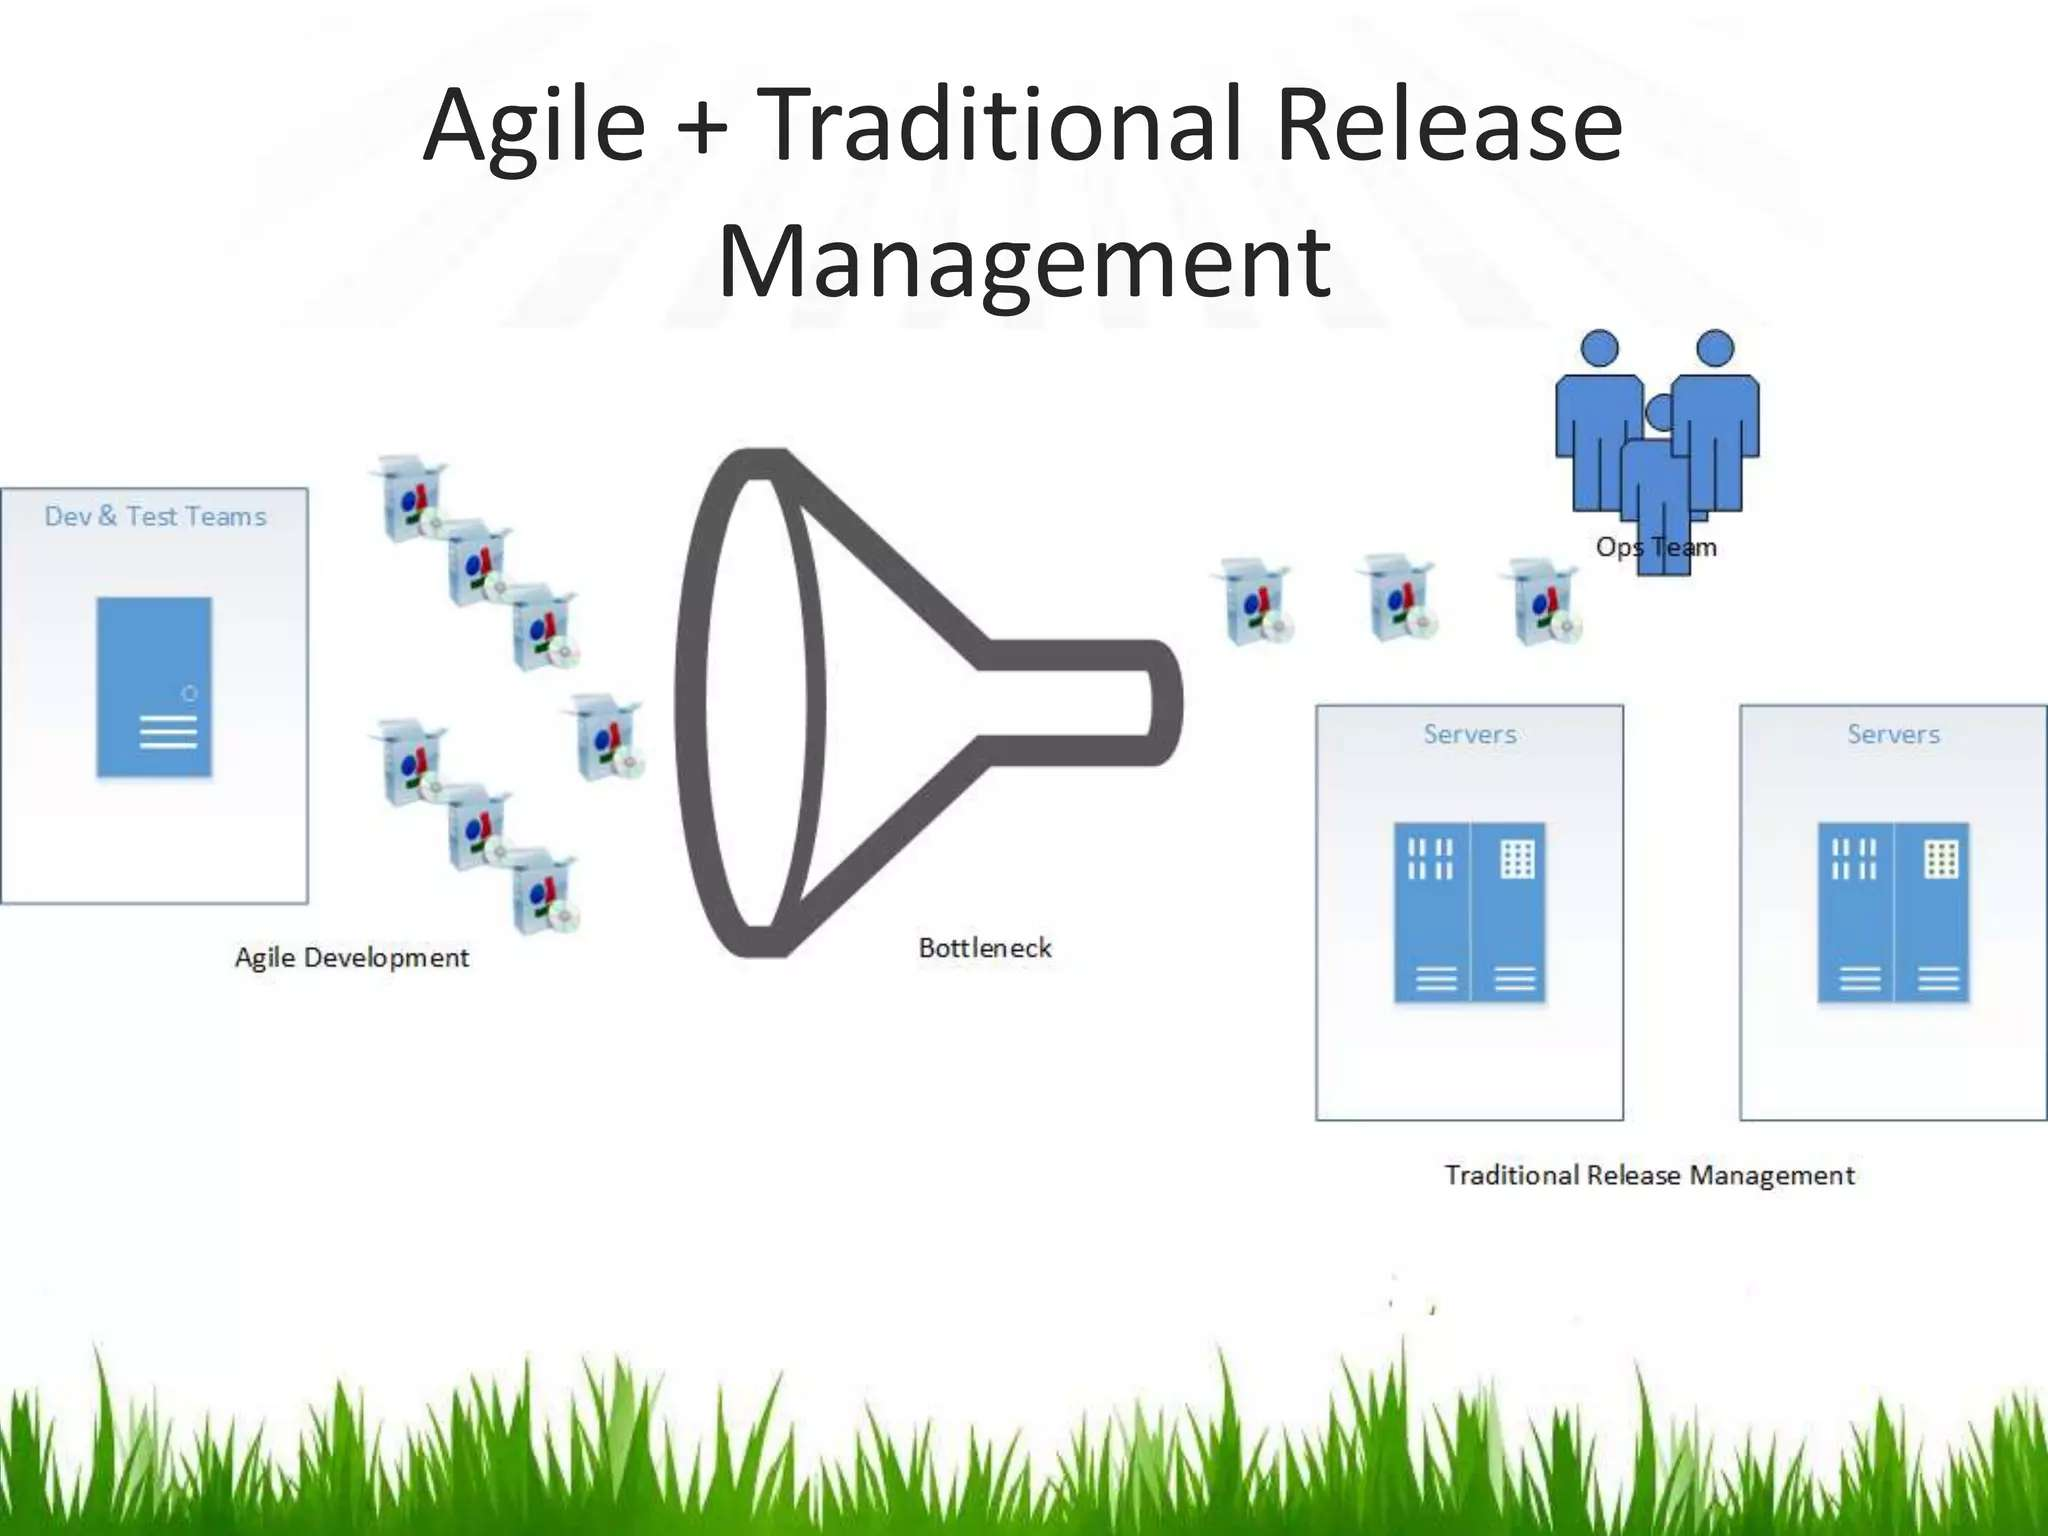 Agile + Traditional Release
Management
Dev & Test Teams
Ops Team
Servers
Servers
Agile Development
Bottleneck
Traditional Release Management